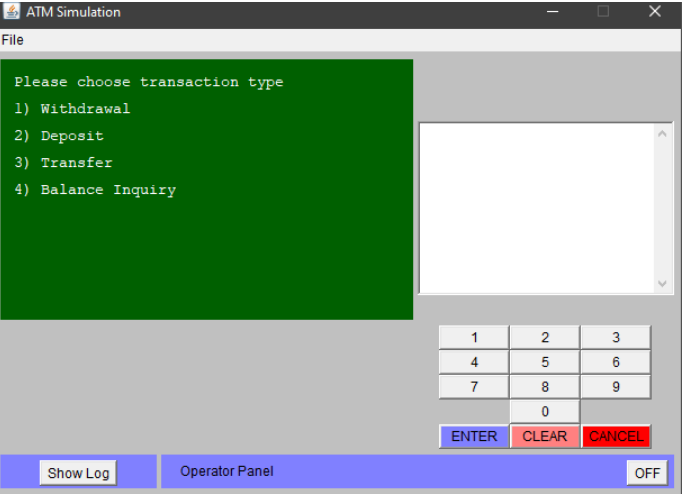 ATM Simulation
File
Please choose transaction type
1) Withdrawal
2) Deposit
3) Transfer
4) Balance Inquiry
1 2 3
4 5 6
7 8 9
0
ENTER CLEAR CANCEL
Show Log Operator Panel OFF